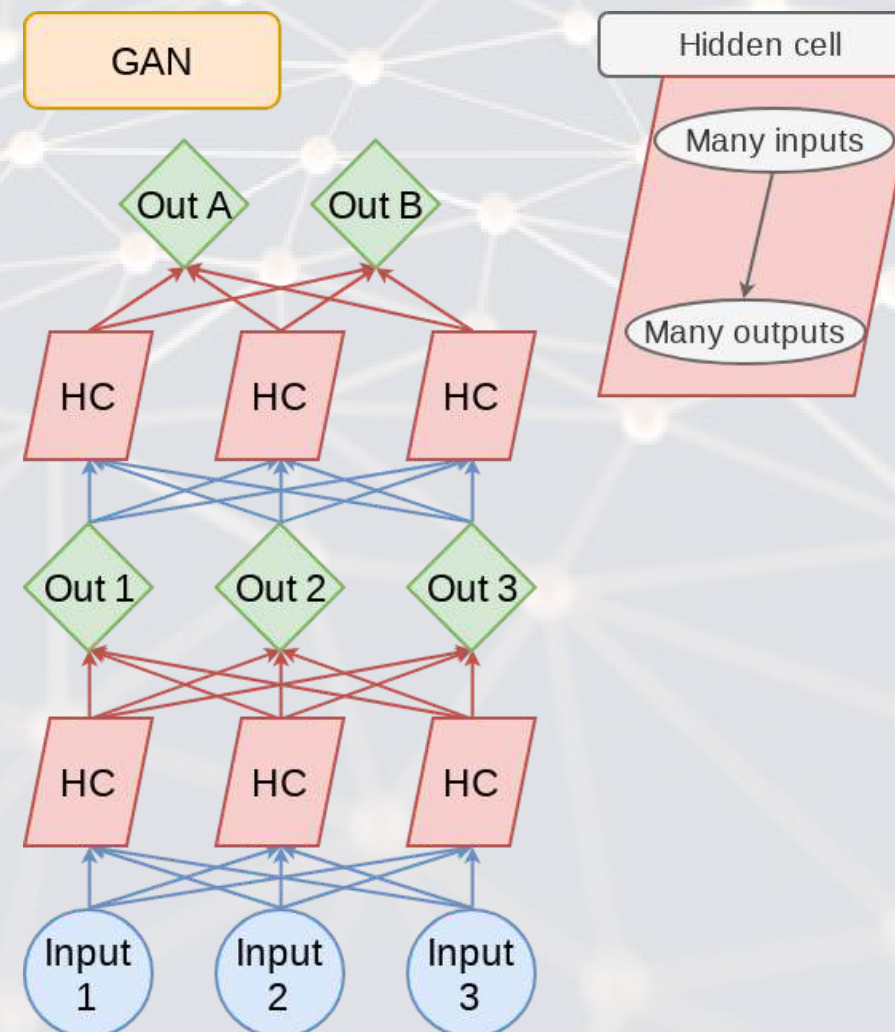 GAN
Hidden cell
Many inputs
Many outputs
Out A
Out B
HC
HC
HC
Out 1
Out 2
Out 3
HC
HC
HC
Input
1
Input
2
Input
3